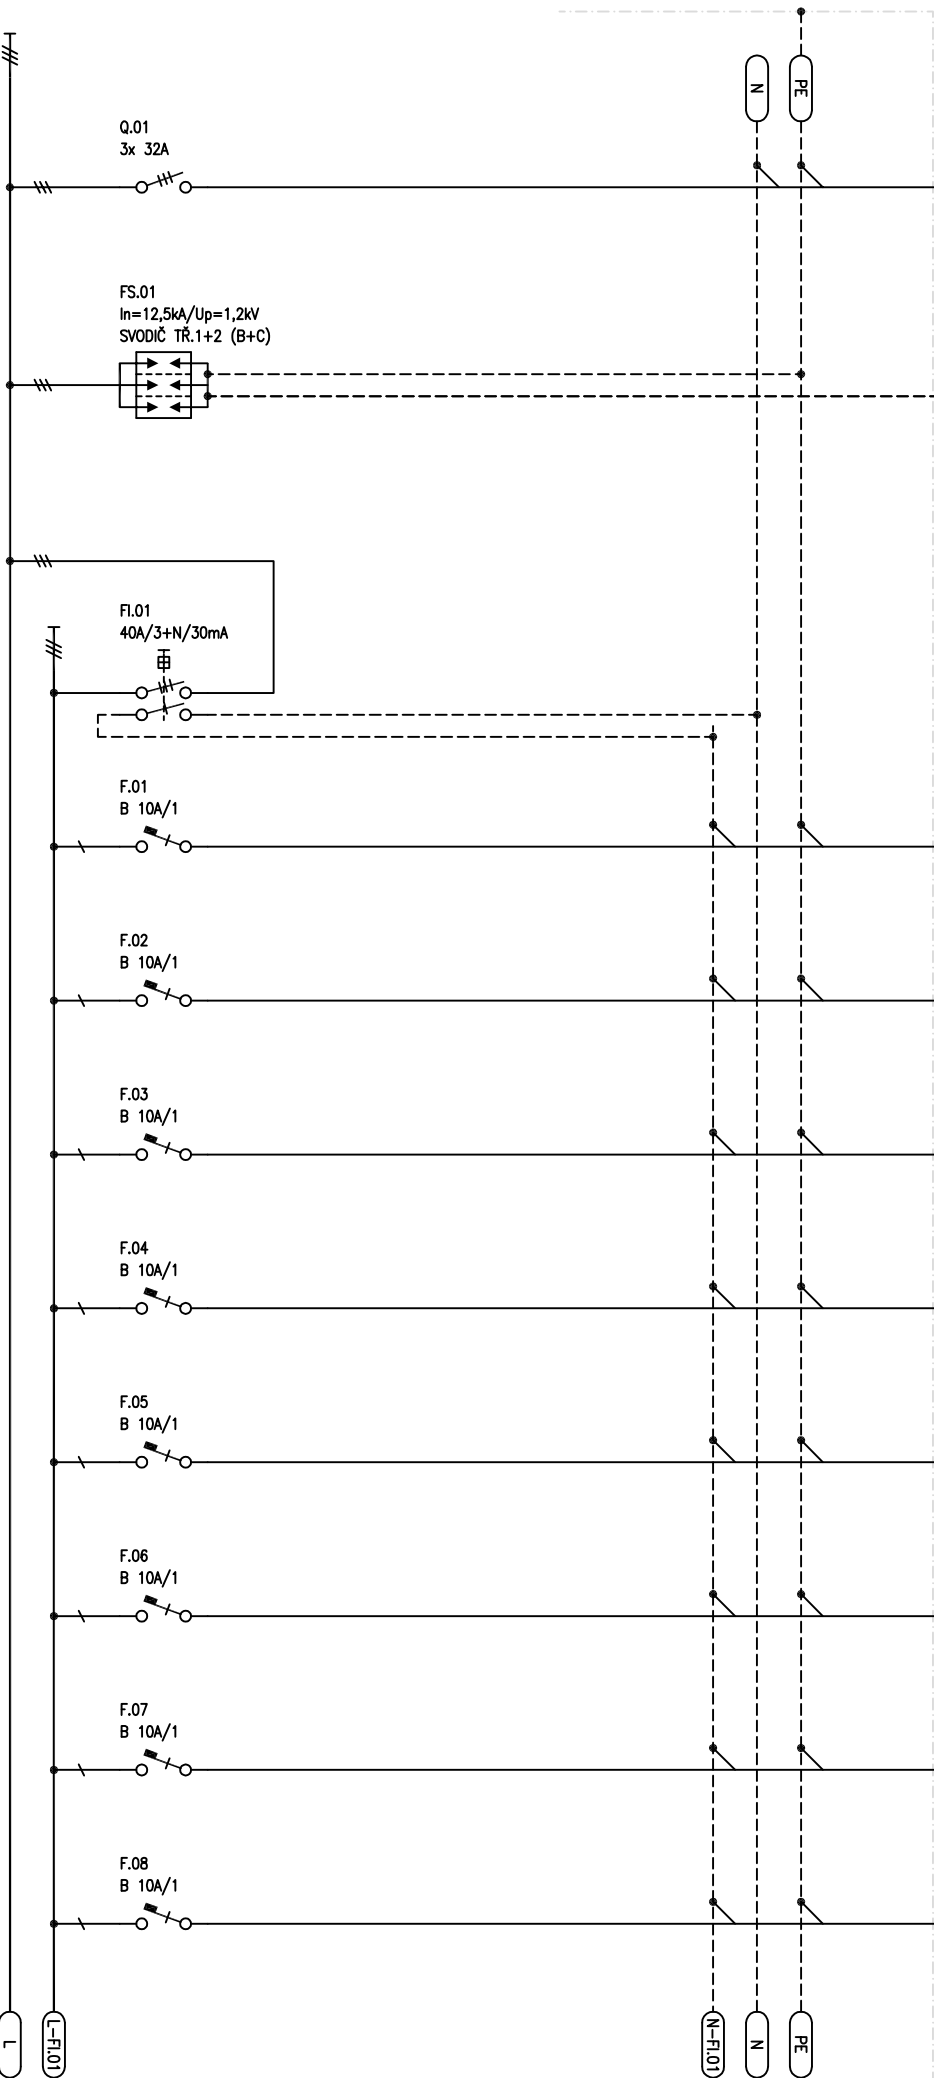 N
PE
Q.01
3x 32A
FS.01
In=12,5kA/Up=1,2kV
SVODIČ TŘ.1+2 (B+C)
FI.01
40A/3+N/30mA
F.01
B 10A/1
F.02
B 10A/1
F.03
B 10A/1
F.04
B 10A/1
F.05
B 10A/1
F.06
B 10A/1
F.07
B 10A/1
F.08
B 10A/1
L
L-FI.01
N-FI.01
N
PE